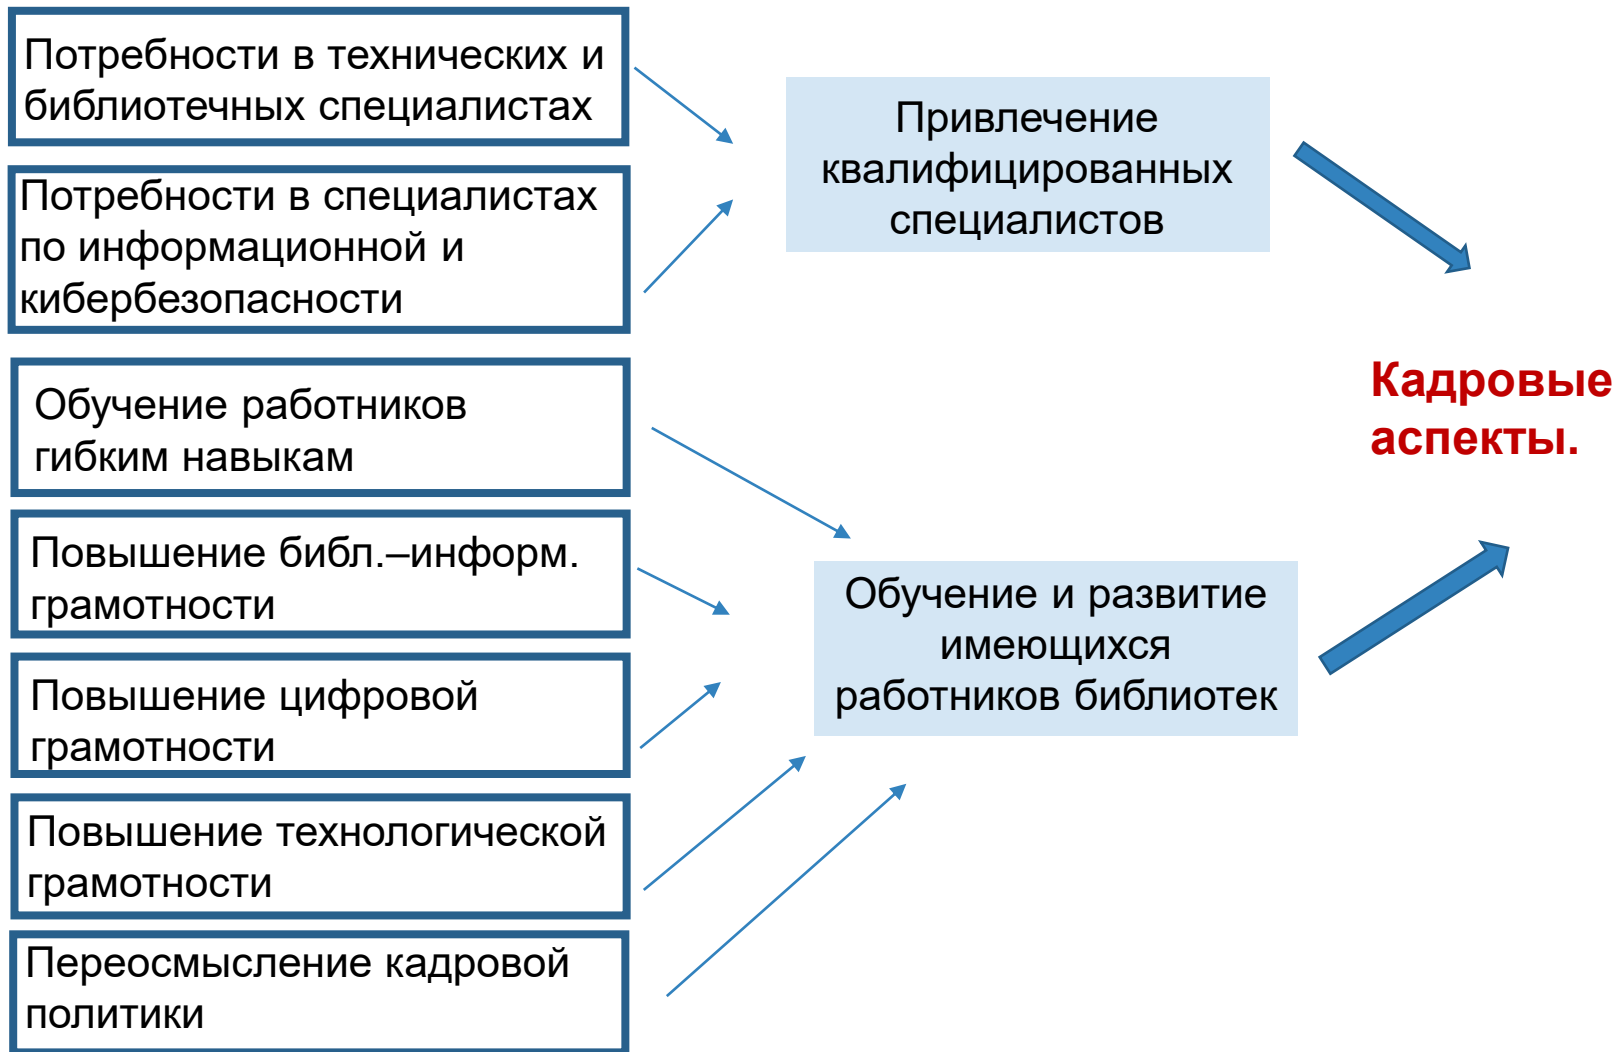 Потребности в технических и
библиотечных специалистах
Потребности в специалистах
по информационной и
кибербезопасности
Обучение работников
гибким навыкам
Повышение библ.–информ.
грамотности
Повышение цифровой
грамотности
Повышение технологической
грамотности
Переосмысление кадровой
политики
Привлечение
квалифицированных
специалистов
Обучение и развитие
имеющихся
работников библиотек
Кадровые
аспекты.